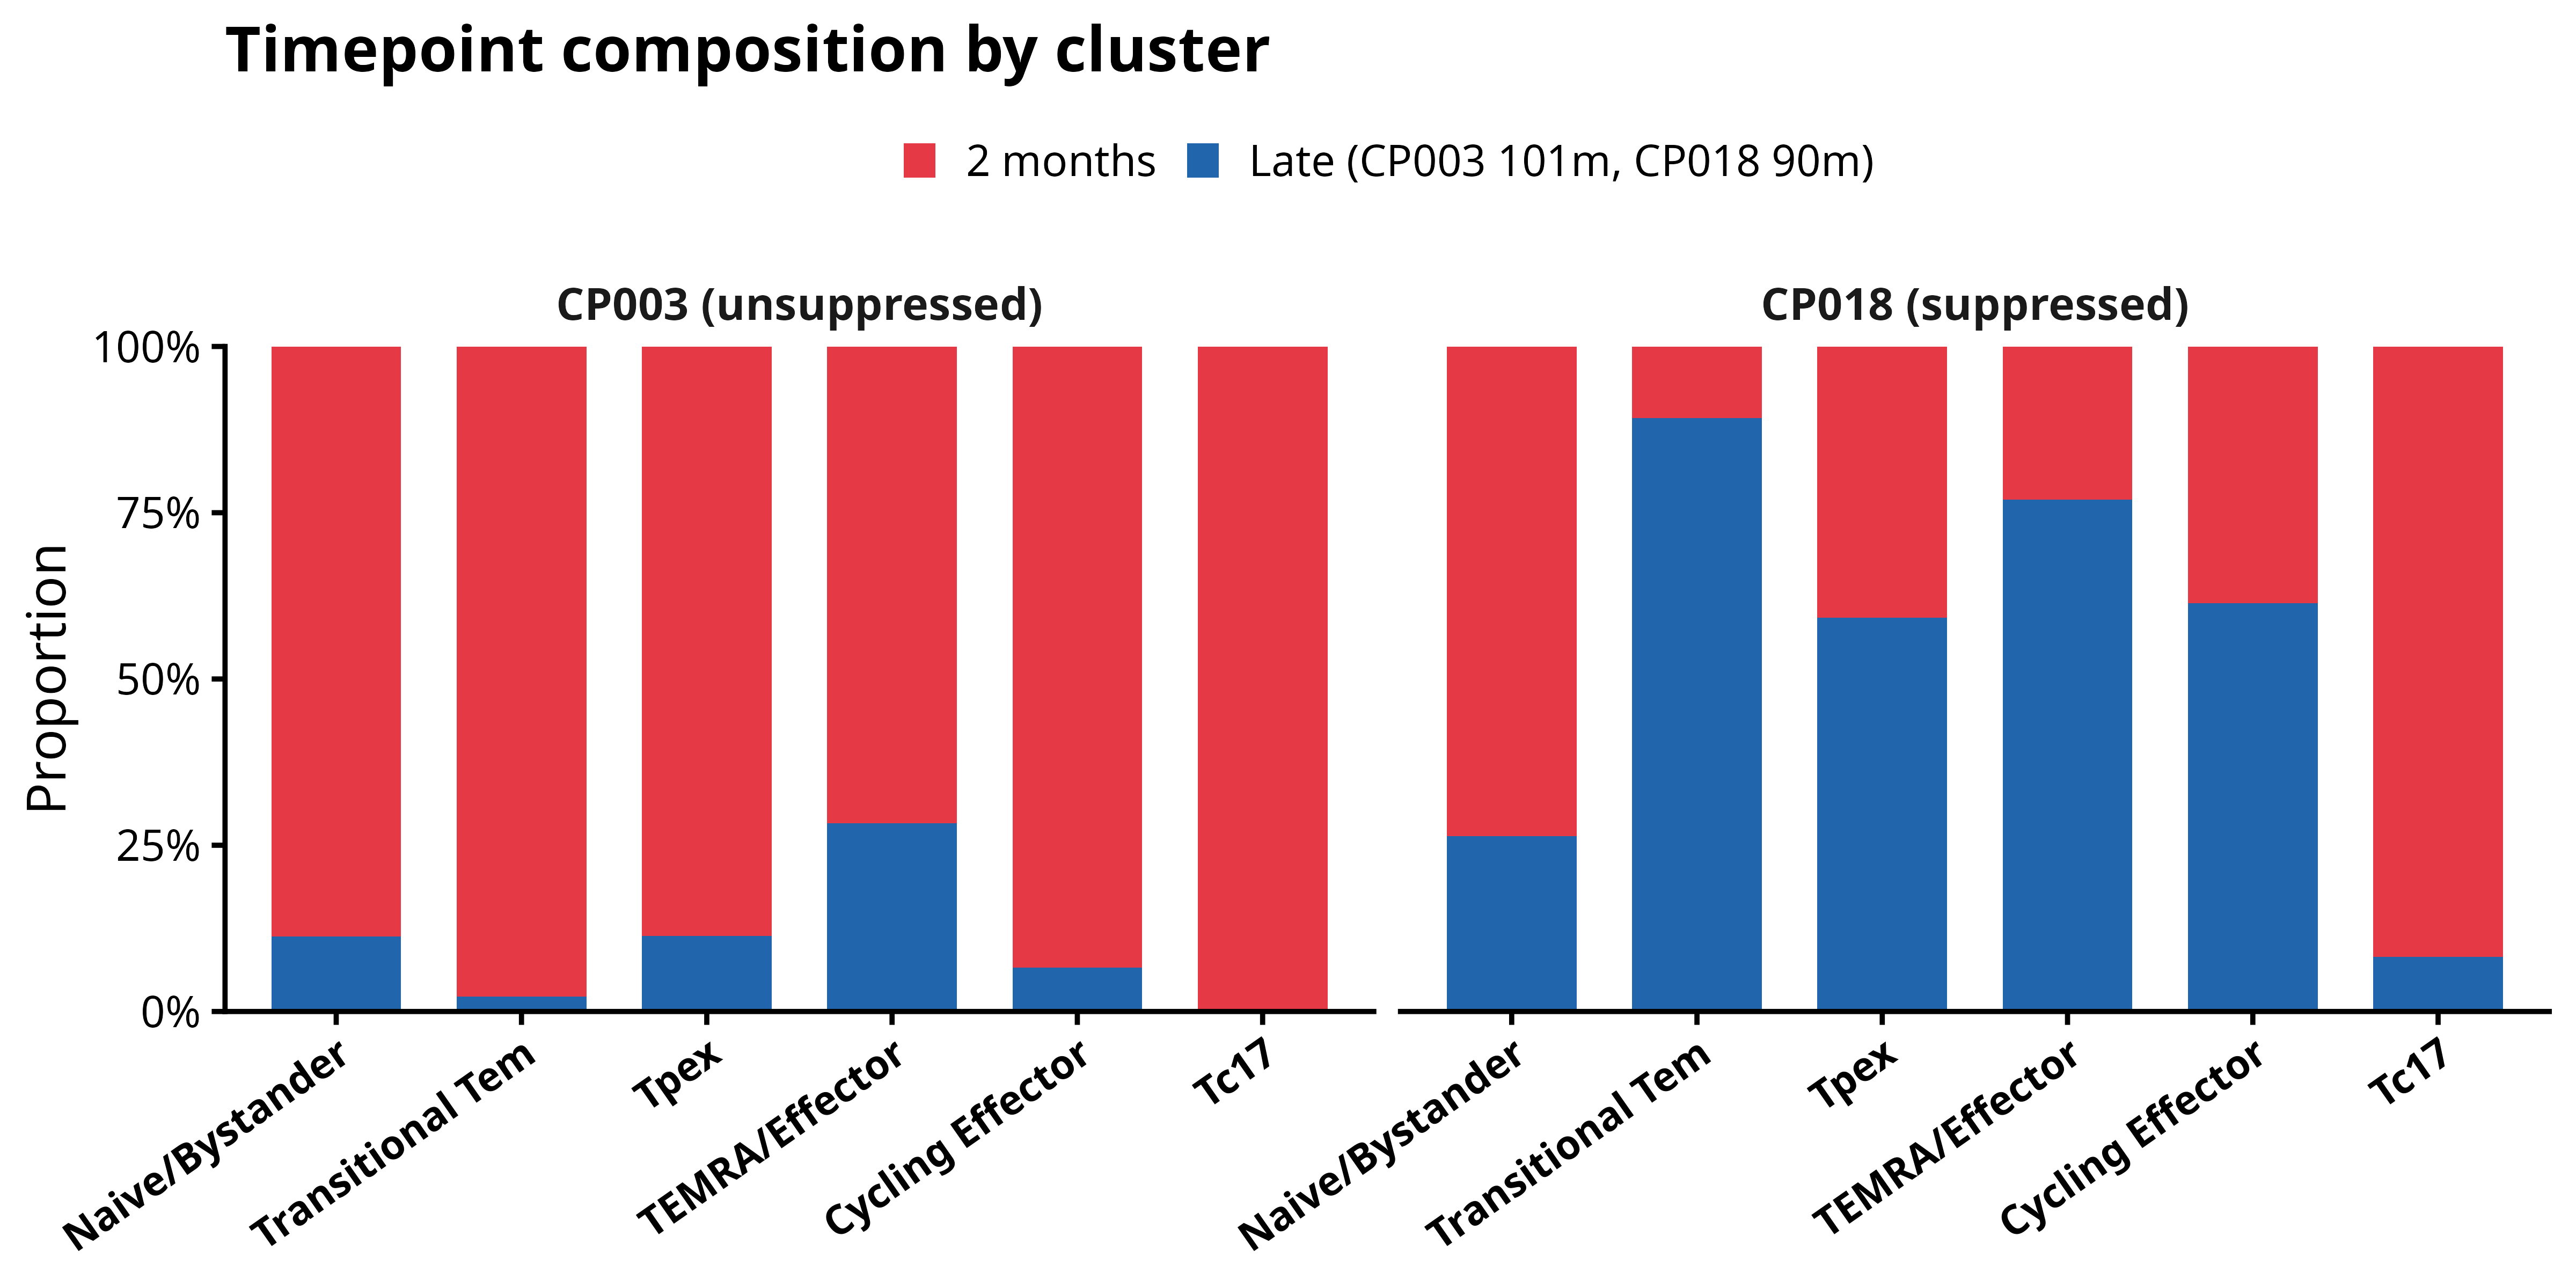 Timepoint composition by cluster
2 months
Late (CP003 101m, CP018 90m)
CP003 (unsuppressed)
CP018 (suppressed)
Proportion
100%
75%
50%
25%
0%
Naive/Bystander
Transitional Tem
Tpex
TEMRA/Effector
Cycling Effector
Tc17
Naive/Bystander
Transitional Tem
Tpex
TEMRA/Effector
Cycling Effector
Tc17